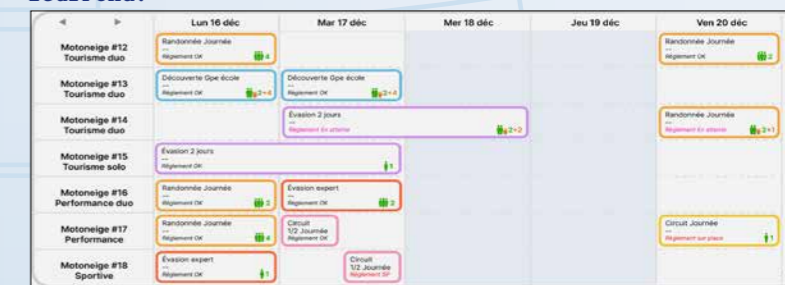 Lun 16 déc
Mar 17 déc
Mer 18 déc
Jeu 19 déc
Ven 20 déc
Motoneige #12
Tourisme duo
Randonnée Journée
---
Règlement OK
4
Randonnée Journée
---
Règlement OK
2
Motoneige #13
Tourisme duo
Découverte Gpe école
---
Règlement OK
2+4
Découverte Gpe école
---
Règlement OK
2+4
Motoneige #14
Tourisme duo
Évasion 2 jours
---
Règlement En attente
2+2
Randonnée Journée
---
Règlement En attente
2+1
Motoneige #15
Tourisme solo
Évasion 2 jours
---
Règlement OK
1
Motoneige #16
Performance duo
Randonnée Journée
---
Règlement OK
2
Évasion expert
---
Règlement OK
2
Motoneige #17
Performance
Randonnée Journée
---
Règlement OK
4
Circuit
1/2 Journée
Règlement OK
Circuit Journée
---
Règlement sur place
1
Motoneige #18
Sportive
Évasion expert
---
Règlement OK
1
Circuit
1/2 Journée
Règlement SP